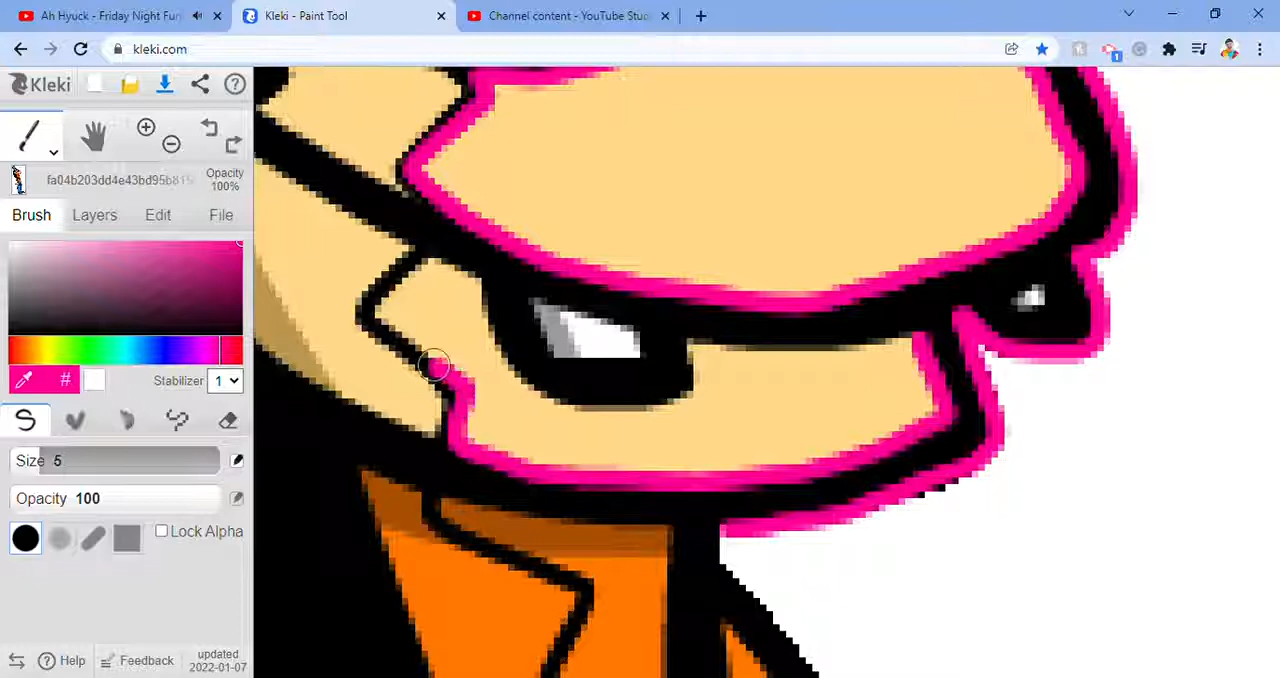 Ah Hyuck - Friday Night Fun
Kleki - Paint Tool
Channel content - YouTube Stud
kleki.com
1
Kleki
fa04b203dd4e43bd95b815
Opacity
100%
Brush
Layers
Edit
File
#
Stabilizer 1
Size 5
Opacity 100
Lock Alpha
Help
Feedback
updated
2022-01-07